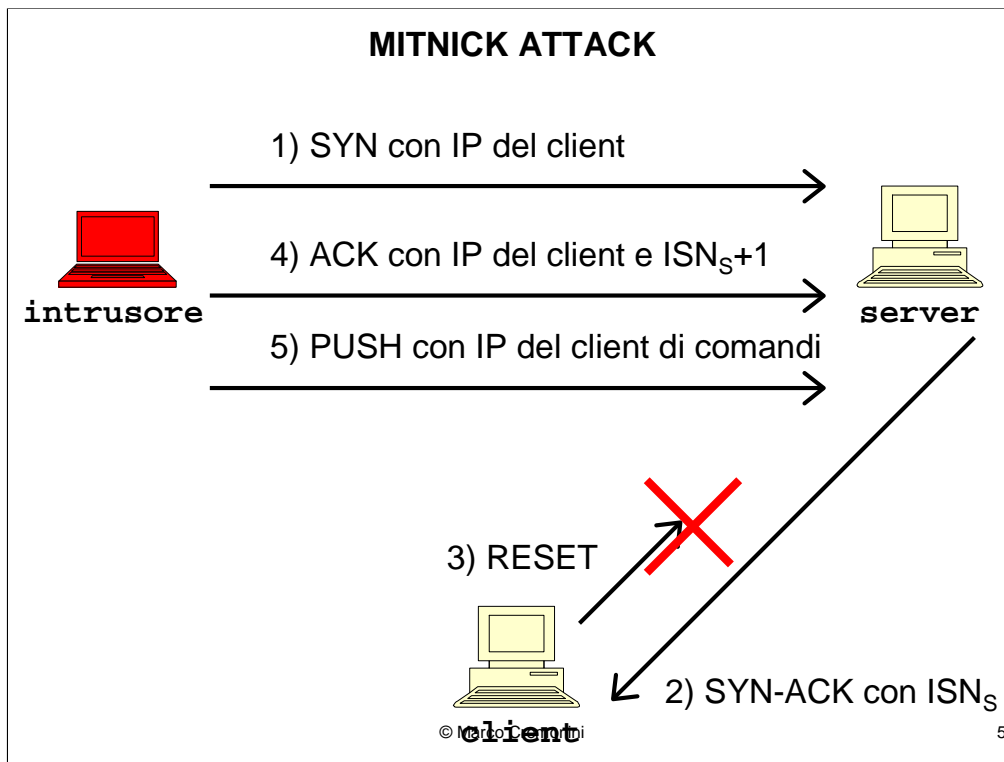 MITNICK ATTACK
1) SYN con IP del client
4) ACK con IP del client e ISNS+1
intrusore
server
5) PUSH con IP del client di comandi
3) RESET
2) SYN-ACK con ISNS
client
© Marco Cremonini
5